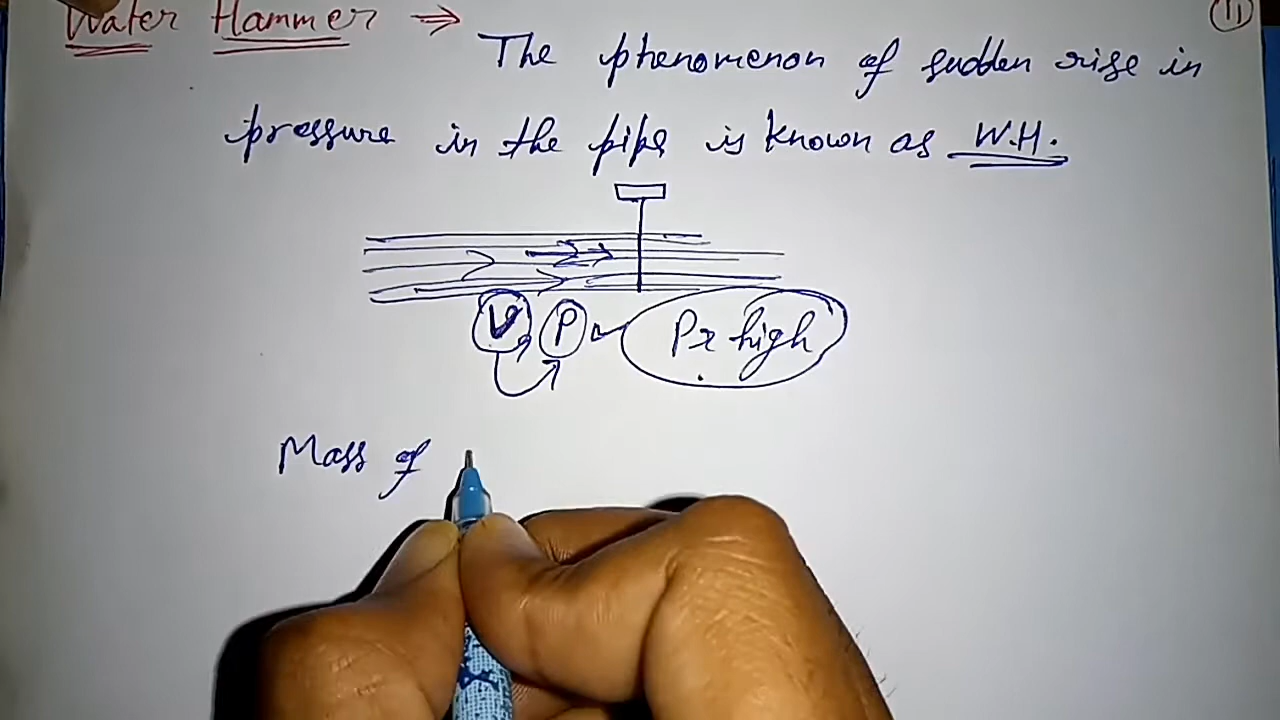 Water Hammer ⇒
11
The phenomenon of sudden rise in
pressure in the pipe is known as W.H.
V P Pr high
Mass of